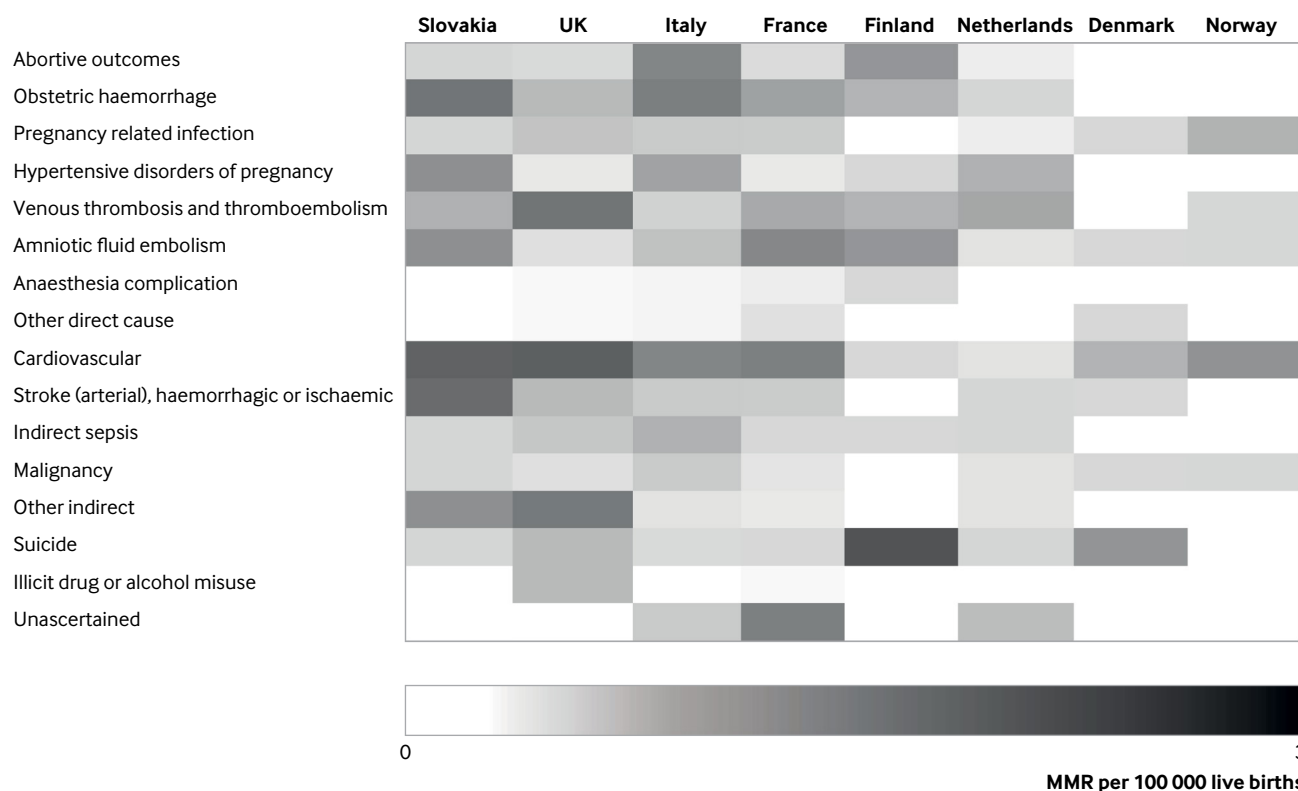 Slovakia UK Italy France Finland Netherlands Denmark Norway
Abortive outcomes
Obstetric haemorrhage
Pregnancy related infection
Hypertensive disorders of pregnancy
Venous thrombosis and thromboembolism
Amniotic fluid embolism
Anaesthesia complication
Other direct cause
Cardiovascular
Stroke (arterial), haemorrhagic or ischaemic
Indirect sepsis
Malignancy
Other indirect
Suicide
Illicit drug or alcohol misuse
Unascertained
0
MMR per 100 000 live births